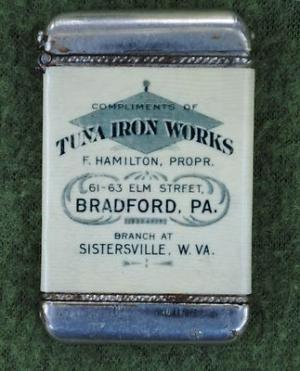 COMPLIMENTS OF
TUNA IRON WORKS
F. HAMILTON, PROPR.
61-63 ELM STREET,
BRADFORD, PA.
BRANCH AT
SISTERSVILLE, W. VA.